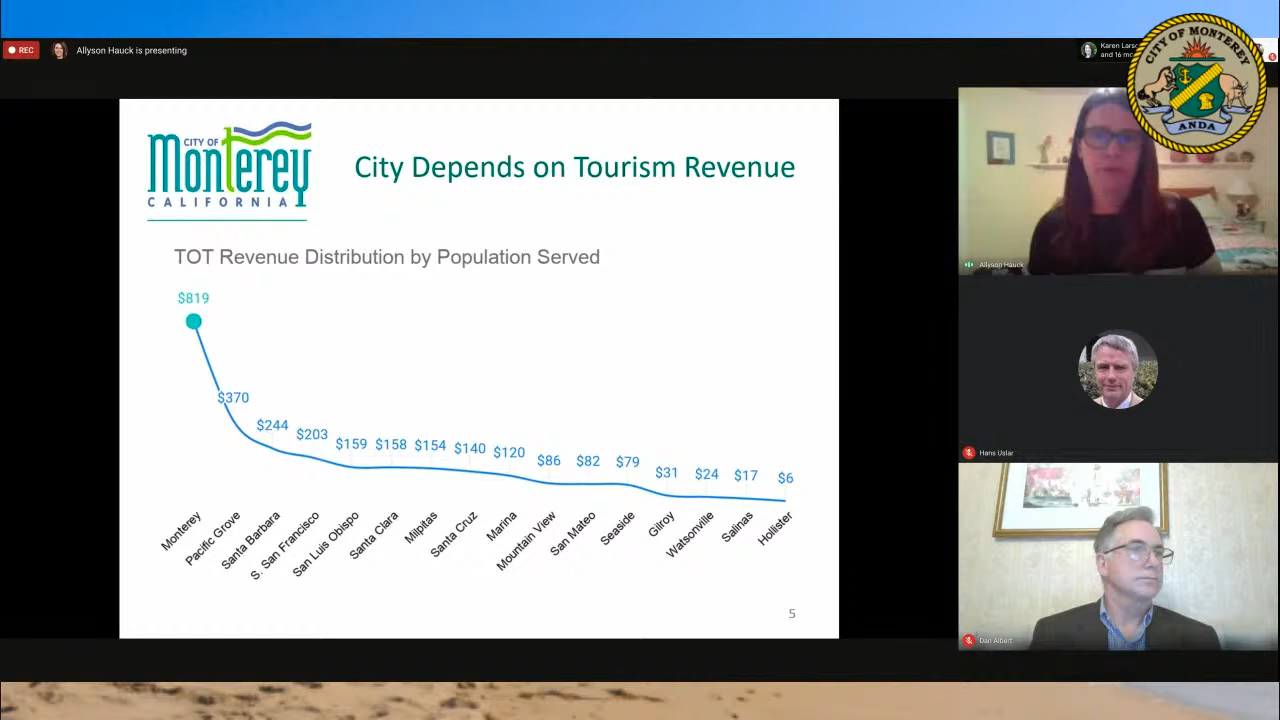 REC
Allyson Hauck is presenting
and 16 mo
CITY OF MONTEREY
ANDA
CITY OF
Monterey
CALIFORNIA
City Depends on Tourism Revenue
TOT Revenue Distribution by Population Served
$819
$370
$244
$203
$159
$158
$154
$140
$120
$86
$82
$79
$31
$24
$17
$6
Monterey
Pacific Grove
Santa Barbara
S. San Francisco
San Luis Obispo
Santa Clara
Milpitas
Santa Cruz
Marina
Mountain View
San Mateo
Seaside
Gilroy
Watsonville
Salinas
Hollister
5
Allyson Hauck
Hans Uslar
Dan Albert